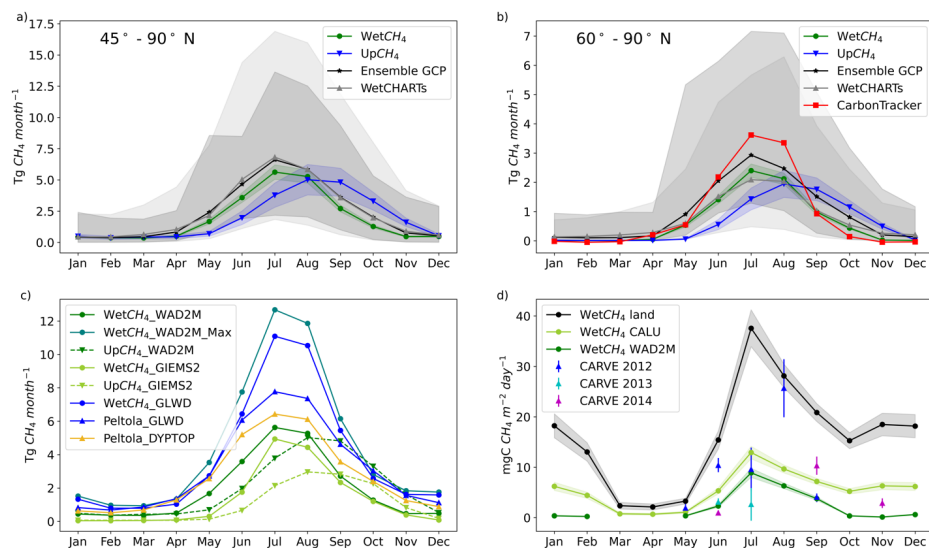 a)
45° - 90° N
17.5
15.0
12.5
10.0
7.5
5.0
2.5
0.0
Tg CH₄ month⁻¹
WetCH₄
UpCH₄
Ensemble GCP
WetCHARTs
Jan Feb Mar Apr May Jun Jul Aug Sep Oct Nov Dec
b)
60° - 90° N
7
6
5
4
3
2
1
0
Tg CH₄ month⁻¹
WetCH₄
UpCH₄
Ensemble GCP
WetCHARTs
CarbonTracker
Jan Feb Mar Apr May Jun Jul Aug Sep Oct Nov Dec
c)
12
10
8
6
4
2
0
Tg CH₄ month⁻¹
WetCH₄_WAD2M
WetCH₄_WAD2M_Max
UpCH₄_WAD2M
WetCH₄_GIEMS2
UpCH₄_GIEMS2
WetCH₄_GLWD
Peltola_GLWD
Peltola_DYPTOP
Jan Feb Mar Apr May Jun Jul Aug Sep Oct Nov Dec
d)
40
30
20
10
0
mgC CH₄ m⁻² day⁻¹
WetCH₄ land
WetCH₄ CALU
WetCH₄ WAD2M
CARVE 2012
CARVE 2013
CARVE 2014
Jan Feb Mar Apr May Jun Jul Aug Sep Oct Nov Dec